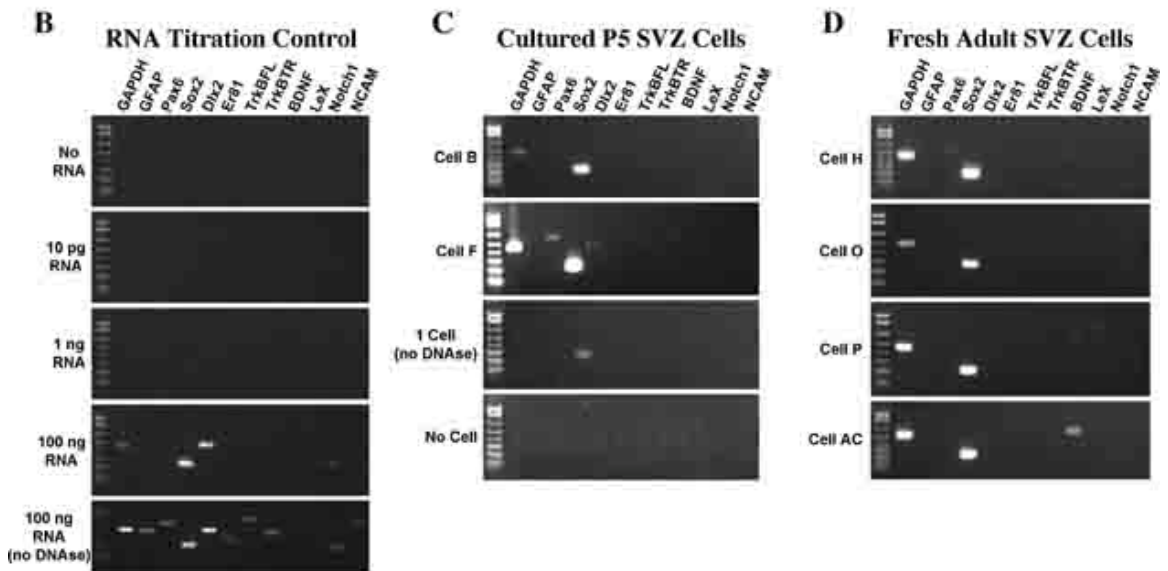 B
RNA Titration Control
GAPDH
GFAP
Pax6
Sox2
Dlx2
Er81
TrkBFL
TrkBTR
BDNF
LeX
Notch1
NCAM
No
RNA
10 pg
RNA
1 ng
RNA
100 ng
RNA
100 ng
RNA
(no DNAse)
C
Cultured P5 SVZ Cells
GAPDH
GFAP
Pax6
Sox2
Dlx2
Er81
TrkBFL
TrkBTR
BDNF
LeX
Notch1
NCAM
Cell B
Cell F
1 Cell
(no DNAse)
No Cell
D
Fresh Adult SVZ Cells
GAPDH
GFAP
Pax6
Sox2
Dlx2
Er81
TrkBFL
TrkBTR
BDNF
LeX
Notch1
NCAM
Cell H
Cell O
Cell P
Cell AC